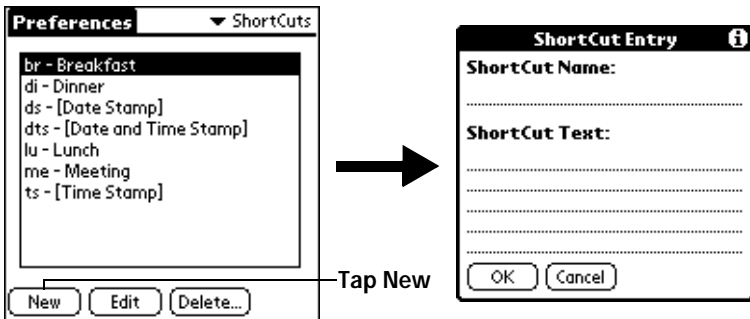 Preferences
ShortCuts
br - Breakfast
di - Dinner
ds - [Date Stamp]
dts - [Date and Time Stamp]
lu - Lunch
me - Meeting
ts - [Time Stamp]
New Edit Delete...
Tap New
ShortCut Entry
ShortCut Name:
ShortCut Text:
OK Cancel